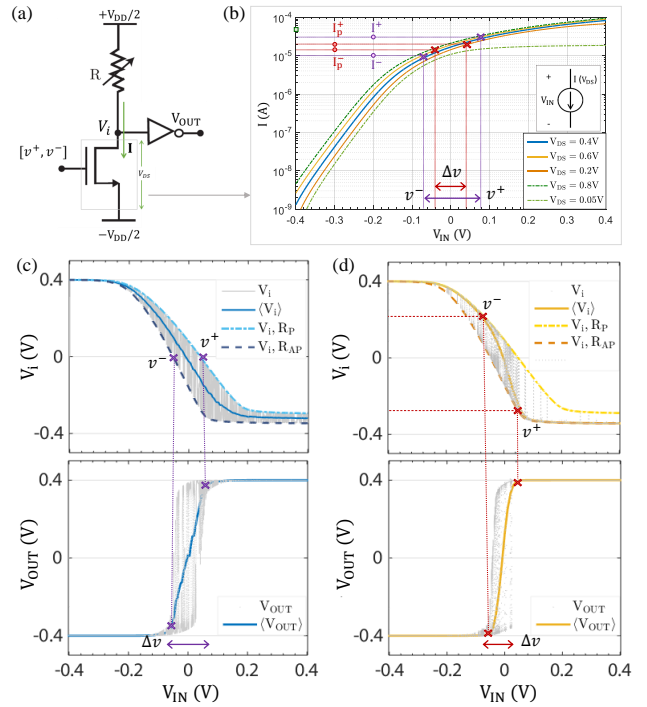 (a)
+V_DD/2
R
V_i
V_OUT
[v⁺, v⁻]
I
V_DS
−V_DD/2
(b)
10⁻⁴
10⁻⁵
10⁻⁶
10⁻⁷
10⁻⁸
10⁻⁹
I (A)
I_p⁺ I⁺
I_p⁻ I⁻
+ I (V_DS)
V_IN
-
V_DS = 0.4V
V_DS = 0.6V
V_DS = 0.2V
V_DS = 0.8V
V_DS = 0.05V
Δv
v⁻ v⁺
-0.4 -0.3 -0.2 -0.1 0 0.1 0.2 0.3 0.4
V_IN (V)
(c)
0.4
0
-0.4
V_i (V)
V_i
⟨V_i⟩
V_i, R_P
V_i, R_AP
v⁻ v⁺
0.4
0
-0.4
V_OUT (V)
V_OUT
⟨V_OUT⟩
Δv
-0.4 -0.2 0 0.2 0.4
V_IN (V)
(d)
0.4
0
-0.4
V_i (V)
V_i
⟨V_i⟩
V_i, R_P
V_i, R_AP
v⁻
v⁺
0.4
0
-0.4
V_OUT (V)
V_OUT
⟨V_OUT⟩
Δv
-0.4 -0.2 0 0.2 0.4
V_IN (V)